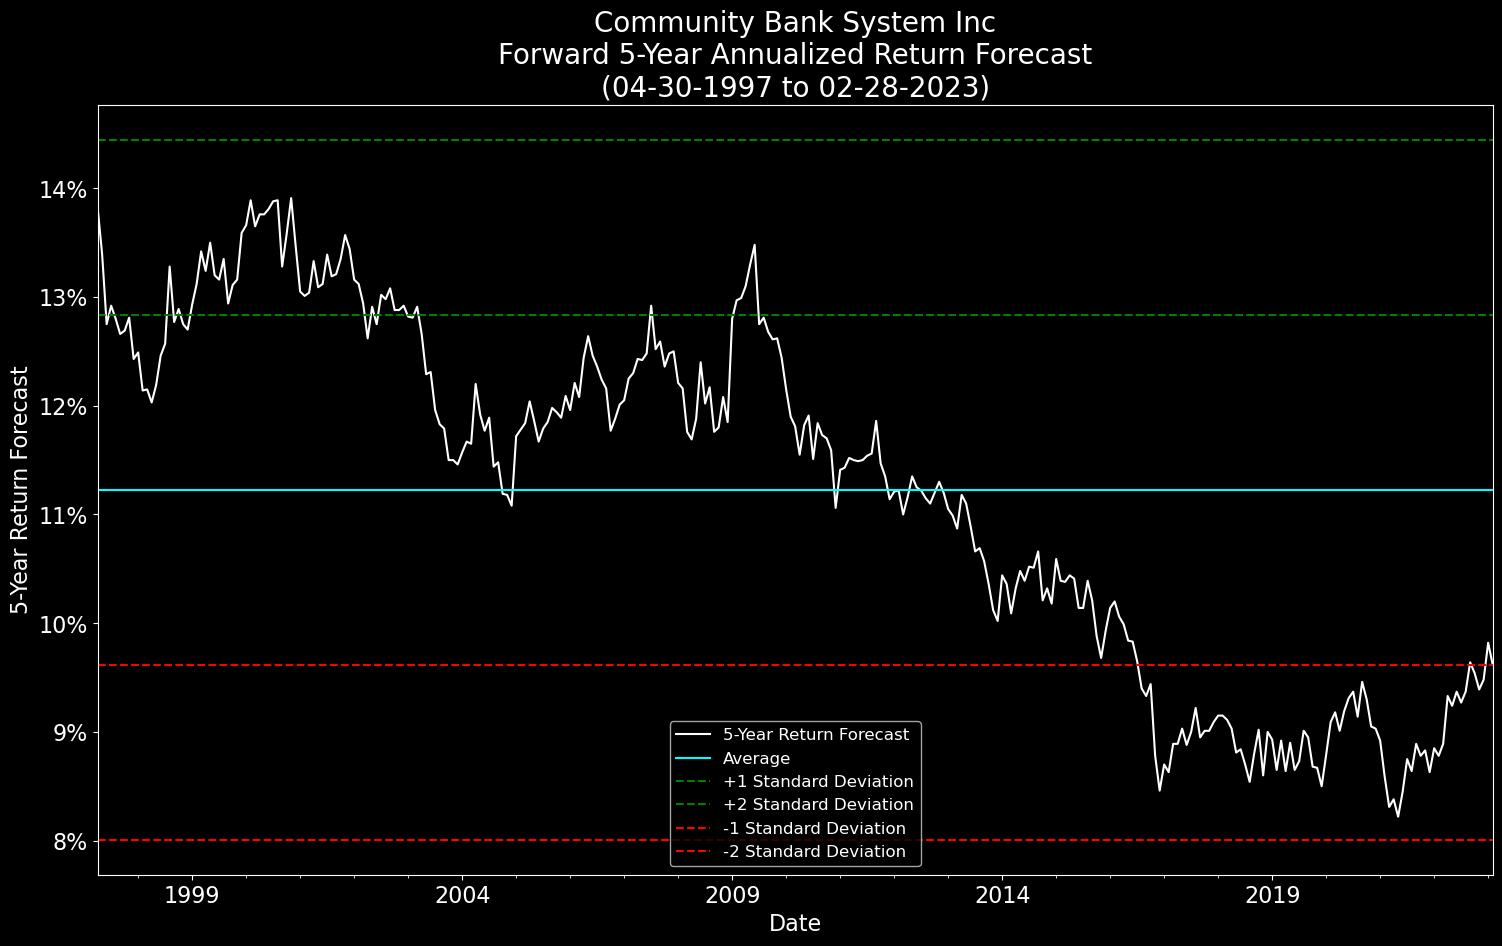 Community Bank System Inc
Forward 5-Year Annualized Return Forecast
(04-30-1997 to 02-28-2023)
5-Year Return Forecast
14%
13%
12%
11%
10%
9%
8%
5-Year Return Forecast
Average
+1 Standard Deviation
+2 Standard Deviation
-1 Standard Deviation
-2 Standard Deviation
1999
2004
2009
2014
2019
Date